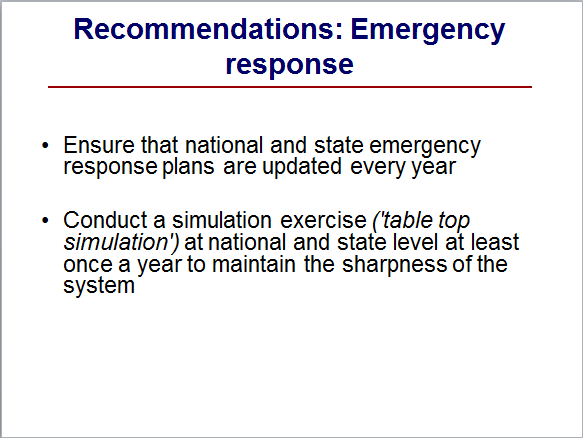 Recommendations: Emergency
response
• Ensure that national and state emergency
response plans are updated every year
• Conduct a simulation exercise ('table top
simulation') at national and state level at least
once a year to maintain the sharpness of the
system